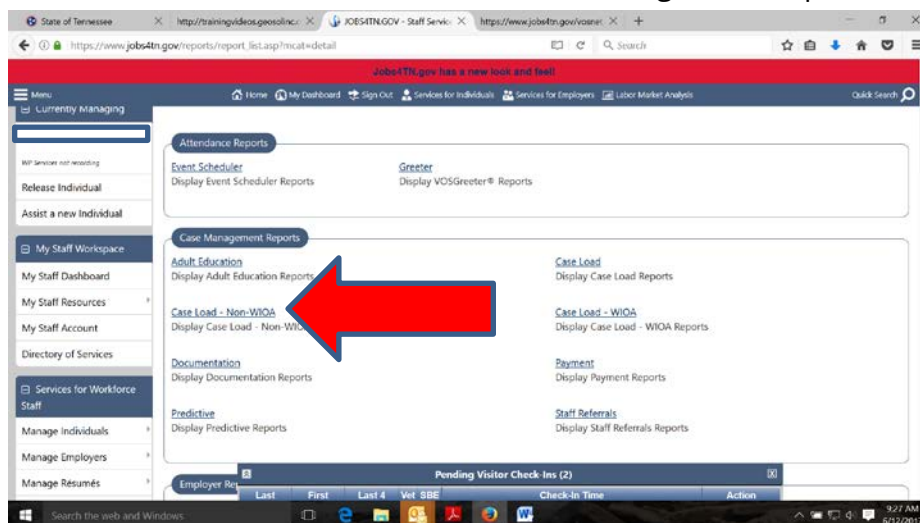 State of Tennessee
http://trainingvideos.geosolinc.c
JOBS4TN.GOV - Staff Servic
https://www.jobs4tn.gov/vosnet
https://www.jobs4tn.gov/reports/report_list.asp?mcat=detail
Search
Jobs4TN.gov has a new look and feel!
Menu
Home
My Dashboard
Sign Out
Services for Individuals
Services for Employers
Labor Market Analysis
Quick Search
Currently Managing
WP Services not recording
Release Individual
Assist a new Individual
My Staff Workspace
My Staff Dashboard
My Staff Resources
My Staff Account
Directory of Services
Services for Workforce
Staff
Manage Individuals
Manage Employers
Manage Résumés
Attendance Reports
Event Scheduler
Display Event Scheduler Reports
Greeter
Display VOSGreeter® Reports
Case Management Reports
Adult Education
Display Adult Education Reports
Case Load
Display Case Load Reports
Case Load - Non-WIOA
Display Case Load - Non-WIO
Case Load - WIOA
Display Case Load - WIOA Reports
Documentation
Display Documentation Reports
Payment
Display Payment Reports
Predictive
Display Predictive Reports
Staff Referrals
Display Staff Referrals Reports
Employer Rep
Pending Visitor Check-Ins (2)
Last First Last 4 Vet SBE Check-In Time Action
Search the web and Windows
9:27 AM